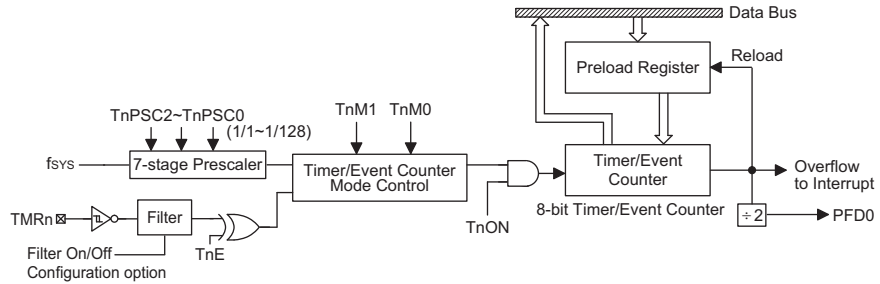 Data Bus
Preload Register
Reload
TnPSC2~TnPSC0
(1/1~1/128)
TnM1
TnM0
fSYS
7-stage Prescaler
Timer/Event Counter
Mode Control
Timer/Event
Counter
Overflow
to Interrupt
TMRn
Filter
TnON
8-bit Timer/Event Counter
÷2
PFD0
Filter On/Off
Configuration option
TnE